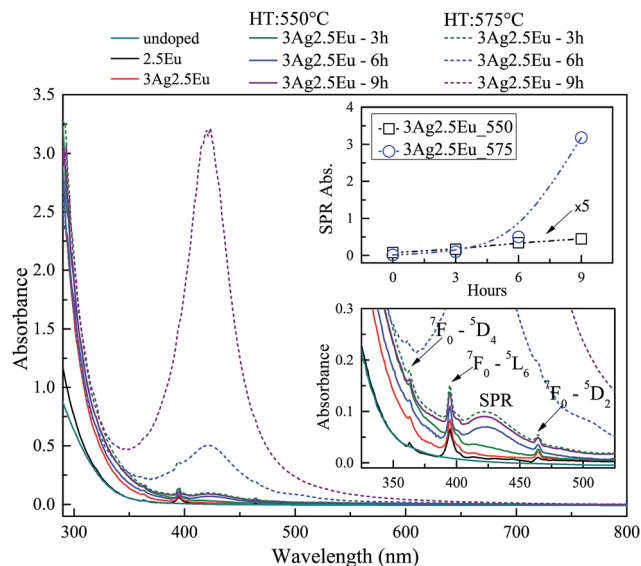 HT:550°C HT:575°C
undoped 3Ag2.5Eu - 3h 3Ag2.5Eu - 3h
2.5Eu 3Ag2.5Eu - 6h 3Ag2.5Eu - 6h
3Ag2.5Eu 3Ag2.5Eu - 9h 3Ag2.5Eu - 9h
3.5
3.0
2.5
2.0
1.5
1.0
0.5
0.0
Absorbance
300 400 500 600 700 800
Wavelength (nm)
4
3
2
1
0
SPR Abs.
3Ag2.5Eu_550
3Ag2.5Eu_575
x5
0 3 6 9
Hours
0.3
0.2
0.1
0.0
Absorbance
⁷F₀ - ⁵D₄
⁷F₀ - ⁵L₆
SPR
⁷F₀ - ⁵D₂
350 400 450 500